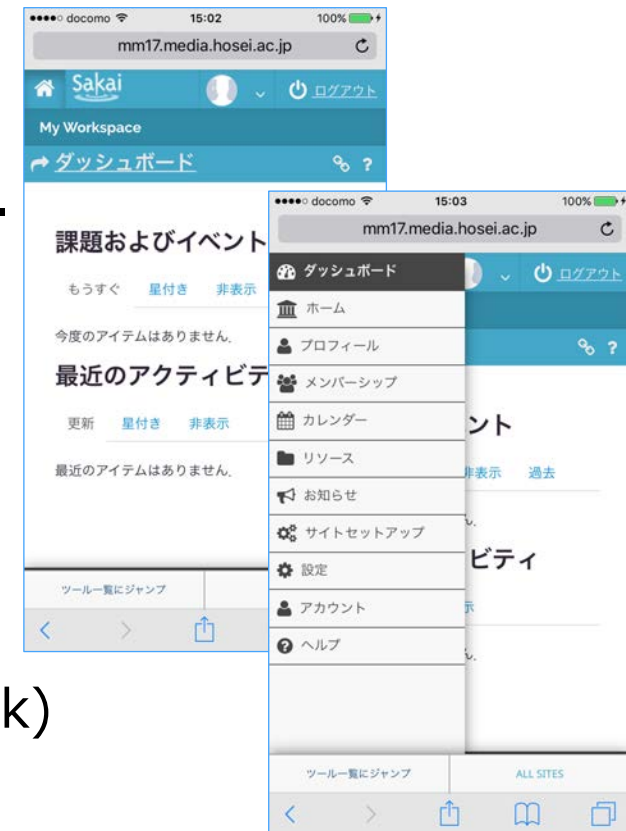 docomo 15:02 100%
mm17.media.hosei.ac.jp
Sakai ログアウト
My Workspace
ダッシュボード ?
課題およびイベント
もうすぐ 星付き 非表示
今度のアイテムはありません.
最近のアクティビテ
更新 星付き 非表示
最近のアイテムはありません.
ツール一覧にジャンプ
docomo 15:03 100%
mm17.media.hosei.ac.jp
ダッシュボード ログアウト
ホーム
プロフィール ?
メンバーシップ
カレンダー ント
リソース 非表示 過去
お知らせ ん.
サイトセットアップ
設定 ビティ
アカウント 示
ヘルプ ん.
ツール一覧にジャンプ ALL SITES
k)